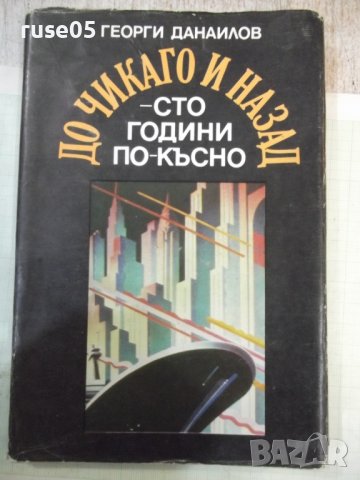 ruse05
ГЕОРГИ ДАНАИЛОВ
ДО ЧИКАГО И НАЗАД
–СТО
ГОДИНИ
ПО-КЪСНО
BAZAR